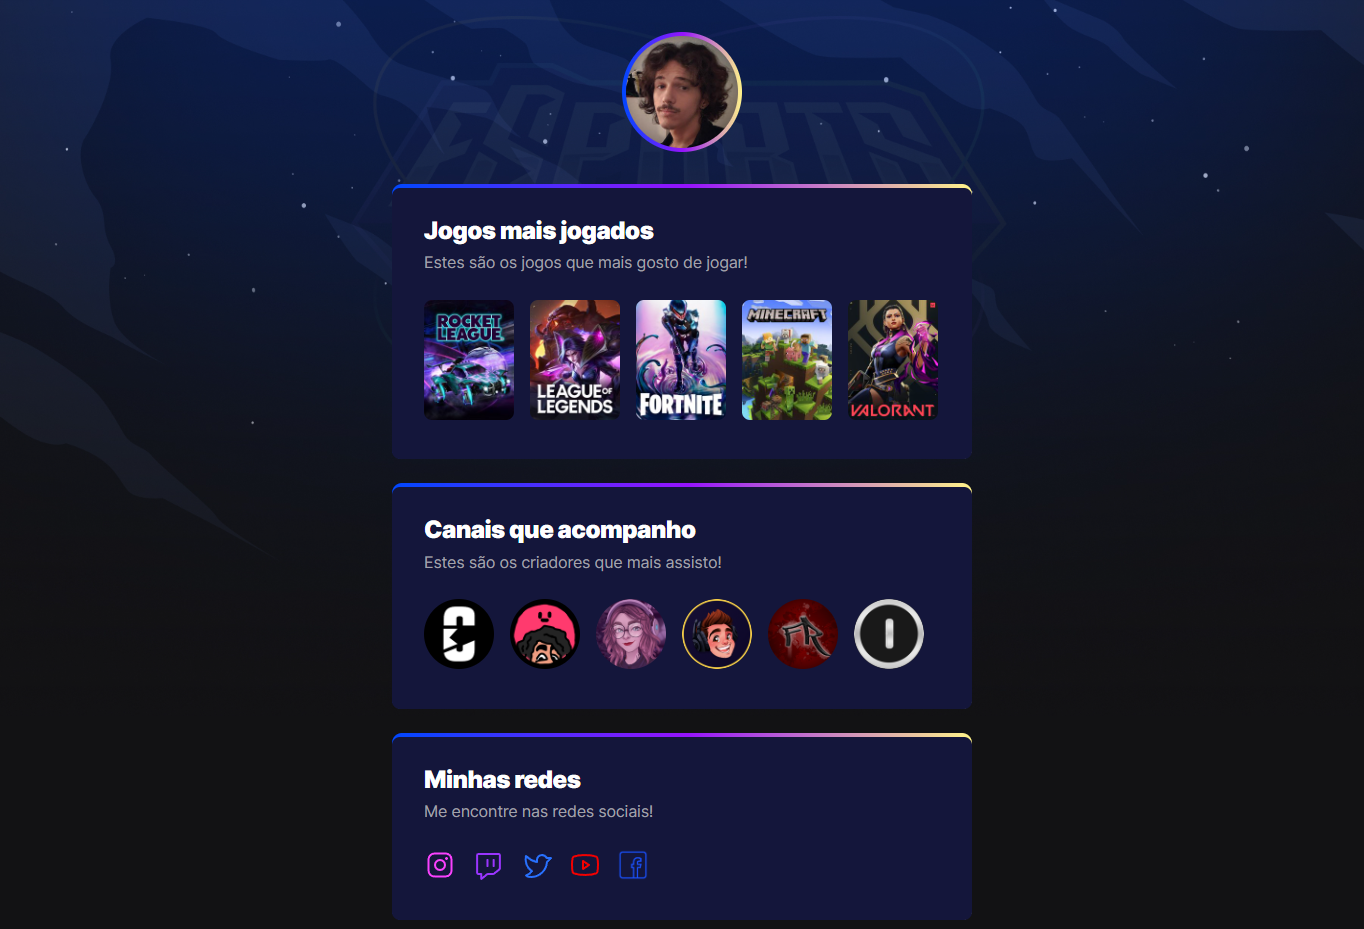 ESPORTS
Jogos mais jogados
Estes são os jogos que mais gosto de jogar!
ROCKET
LEAGUE
LEAGUE OF
LEGENDS
FORTNITE
MINECRAFT
VALORANT
Canais que acompanho
Estes são os criadores que mais assisto!
FR
Minhas redes
Me encontre nas redes sociais!